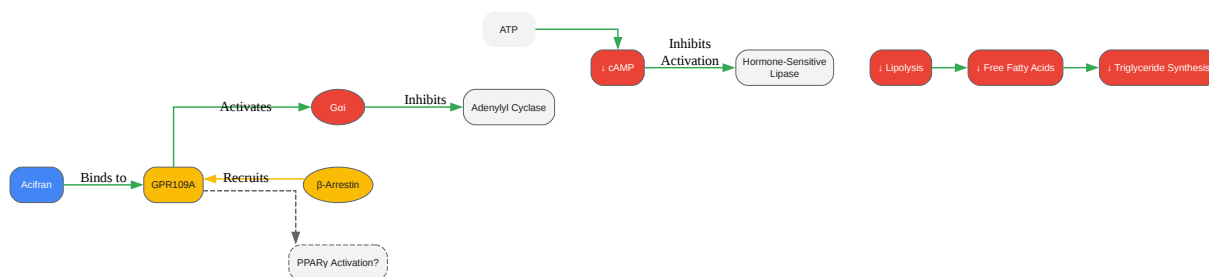 ATP
Inhibits
Activation
↓ cAMP
Hormone-Sensitive
Lipase
↓ Lipolysis
↓ Free Fatty Acids
↓ Triglyceride Synthesis
Activates
Gαi
Inhibits
Adenylyl Cyclase
Acifran
Binds to
GPR109A
Recruits
β-Arrestin
PPARγ Activation?